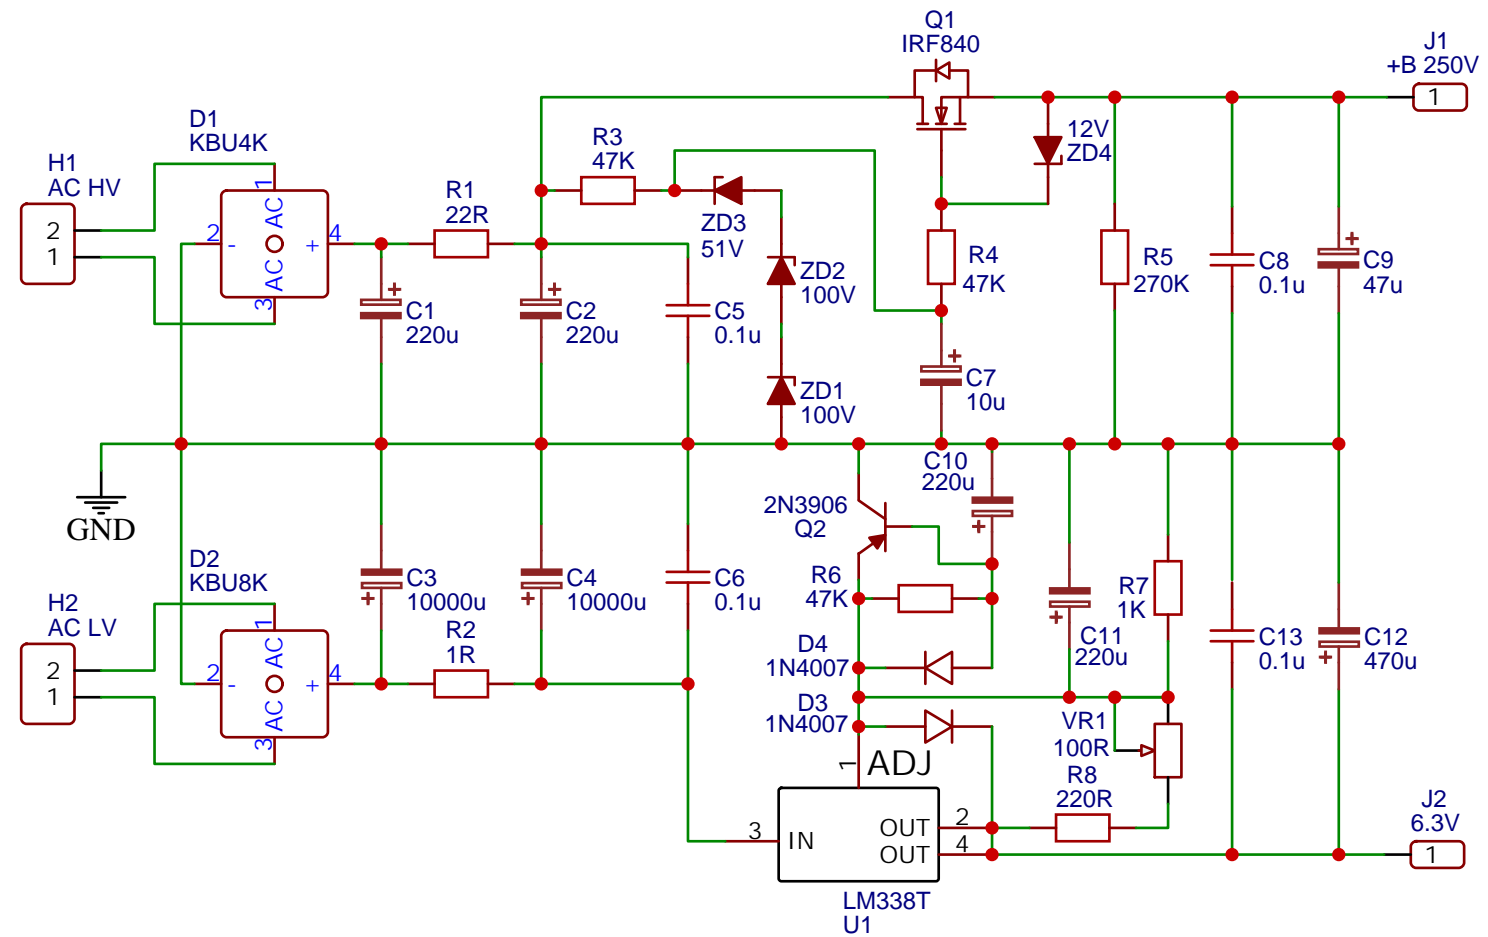 Q1
IRF840
J1
+B 250V
1
D1
KBU4K
H1
AC HV
2
1
1
AC
2
-
+
4
AC
3
R1
22R
R3
47K
ZD3
51V
12V
ZD4
ZD2
100V
R4
47K
R5
270K
C8
0.1u
C9
47u
C1
220u
C2
220u
C5
0.1u
ZD1
100V
C7
10u
GND
C10
220u
2N3906
Q2
D2
KBU8K
H2
AC LV
2
1
1
AC
2
-
+
4
AC
3
C3
10000u
C4
10000u
C6
0.1u
R2
1R
R6
47K
D4
1N4007
D3
1N4007
C11
220u
R7
1K
C13
0.1u
C12
470u
VR1
100R
R8
220R
1
ADJ
3
IN
OUT
2
OUT
4
LM338T
U1
J2
6.3V
1